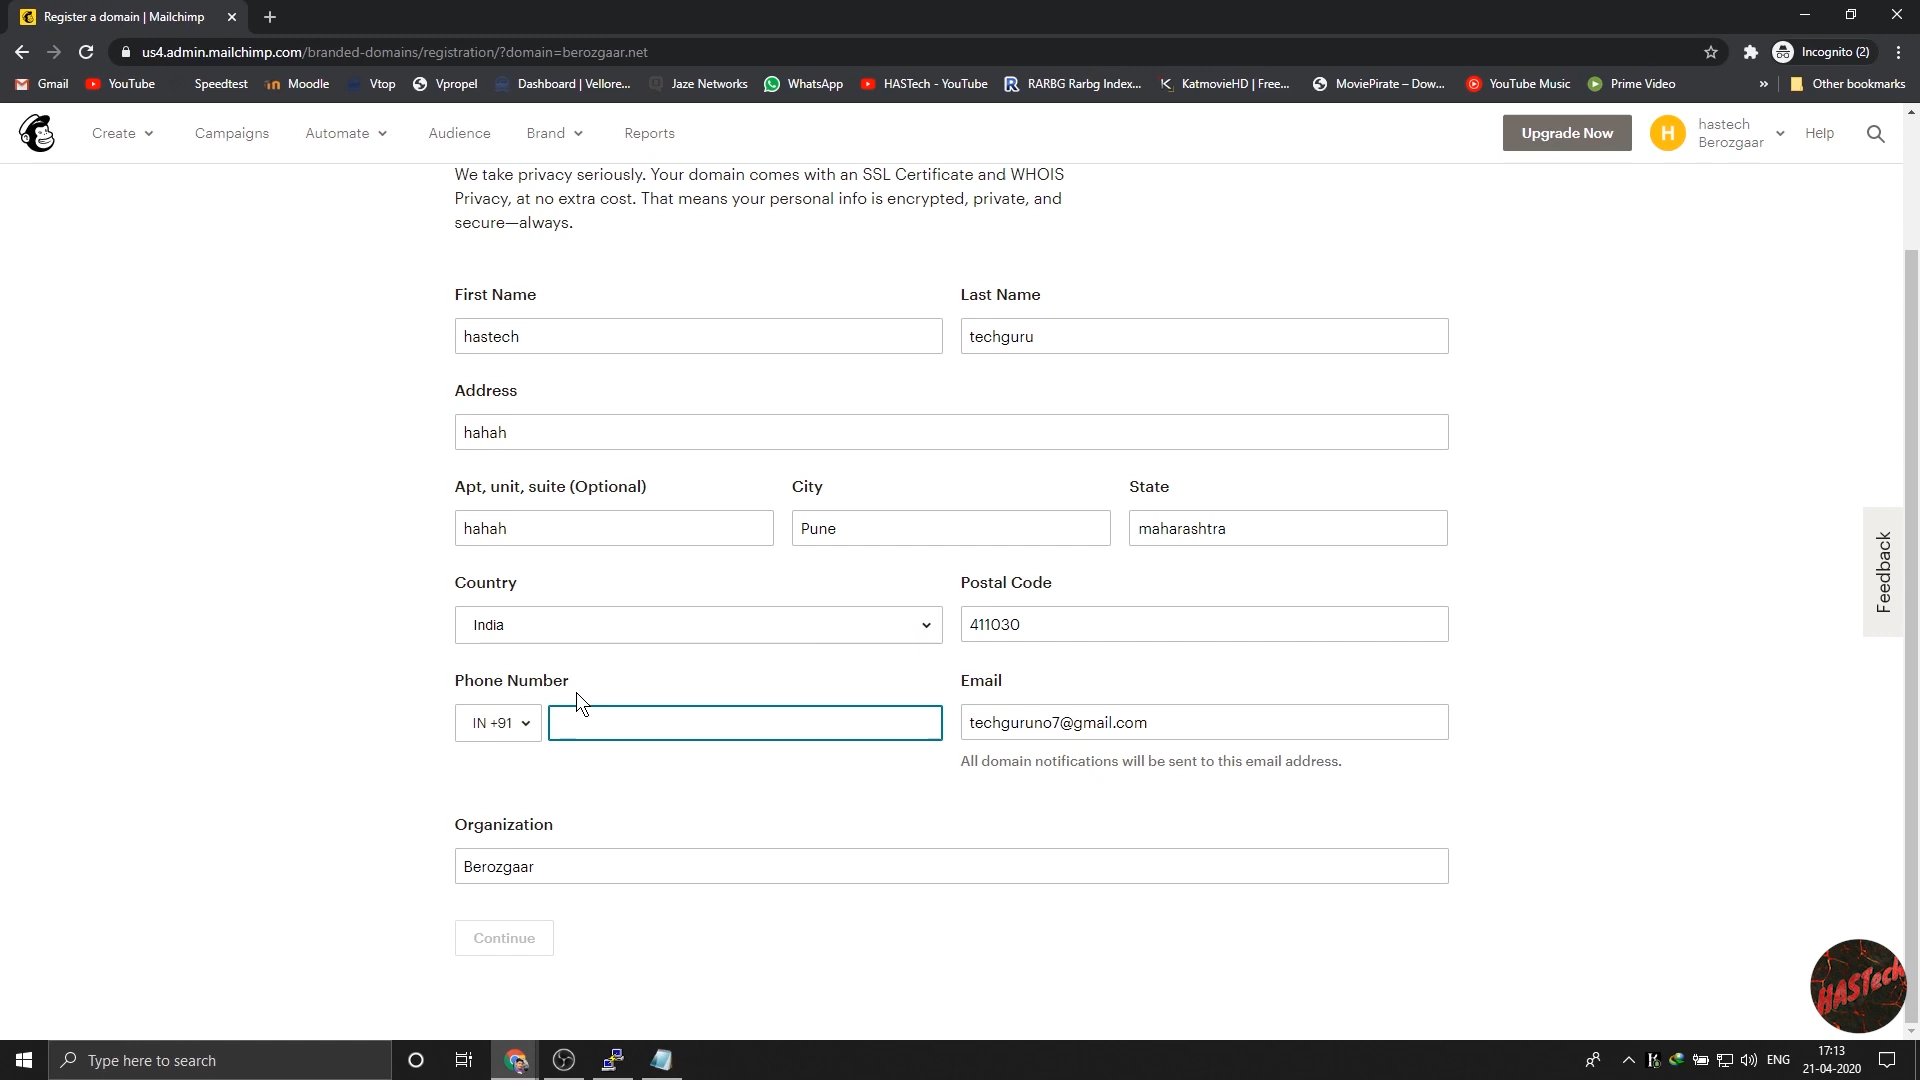 Register a domain | Mailchimp
us4.admin.mailchimp.com/branded-domains/registration/?domain=berozgaar.net
Incognito (2)
Gmail
YouTube
Speedtest
Moodle
Vtop
Vpropel
Dashboard | Vellore...
Jaze Networks
WhatsApp
HASTech - YouTube
RARBG Rarbg Index...
KatmovieHD | Free...
MoviePirate – Dow...
YouTube Music
Prime Video
»
Other bookmarks
Create
Campaigns
Automate
Audience
Brand
Reports
Upgrade Now
H
hastech
Berozgaar
Help
We take privacy seriously. Your domain comes with an SSL Certificate and WHOIS
Privacy, at no extra cost. That means your personal info is encrypted, private, and
secure—always.
First Name
Last Name
hastech
techguru
Address
hahah
Apt, unit, suite (Optional)
City
State
hahah
Pune
maharashtra
Country
Postal Code
India
411030
Phone Number
Email
IN +91
techguruno7@gmail.com
All domain notifications will be sent to this email address.
Organization
Berozgaar
Continue
Feedback
HASTech
Type here to search
ENG
17:13
21-04-2020